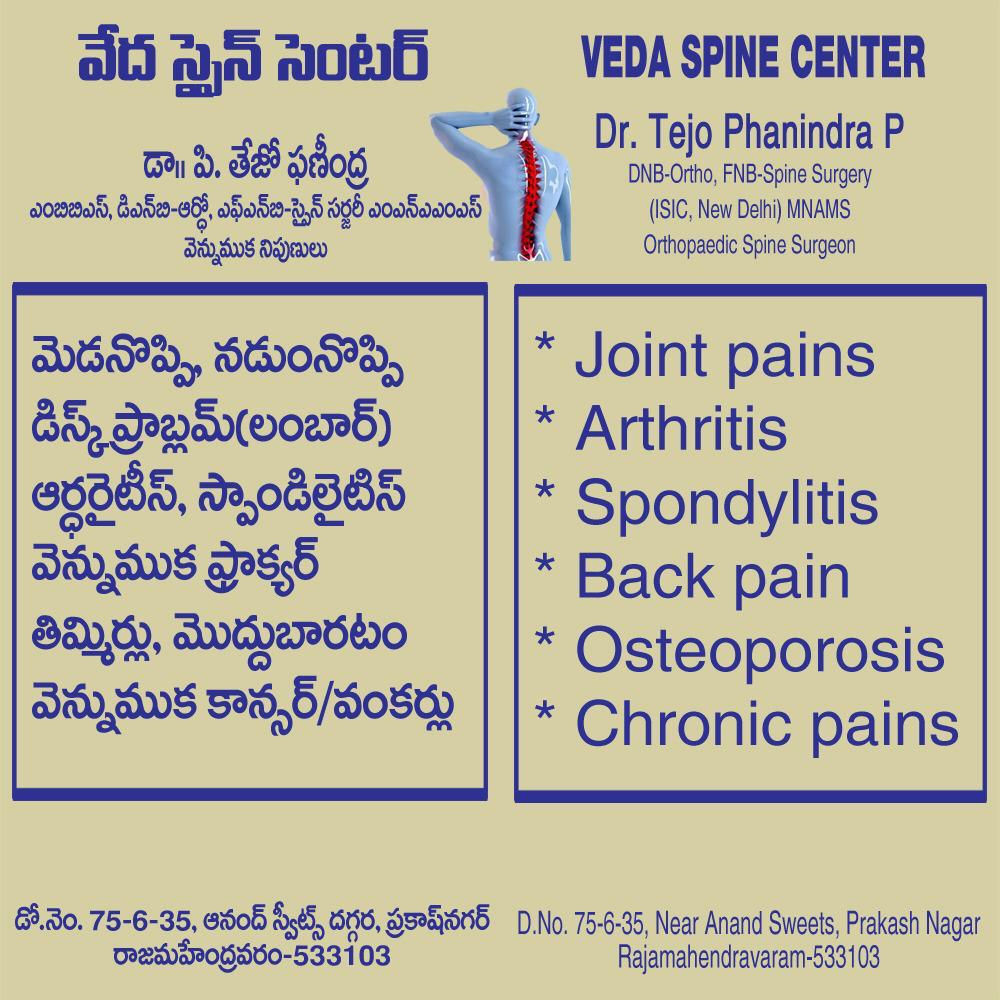 వేద స్పైన్ సెంటర్
డా॥ పి. తేజో ఫణీంద్ర
ఎంబిబిఎస్, డిఎన్‌బి-ఆర్థో, ఎఫ్ఎన్‌బి-స్పైన్ సర్జరీ ఎంఎన్ఎఎంఎస్
వెన్నుముక నిపుణులు
VEDA SPINE CENTER
Dr. Tejo Phanindra P
DNB-Ortho, FNB-Spine Surgery
(ISIC, New Delhi) MNAMS
Orthopaedic Spine Surgeon
మెడనొప్పి, నడుంనొప్పి
డిస్క్‌ప్రాబ్లమ్(లంబార్)
ఆర్ధరైటీస్, స్పాండిలైటిస్
వెన్నుముక ఫ్రాక్యర్
తిమ్మిర్లు, మొద్దుబారటం
వెన్నుముక కాన్సర్/వంకర్లు
* Joint pains
* Arthritis
* Spondylitis
* Back pain
* Osteoporosis
* Chronic pains
డో.నెం. 75-6-35, ఆనంద్ స్వీట్స్ దగ్గర, ప్రకాష్‌నగర్
రాజమహేంద్రవరం-533103
D.No. 75-6-35, Near Anand Sweets, Prakash Nagar
Rajamahendravaram-533103